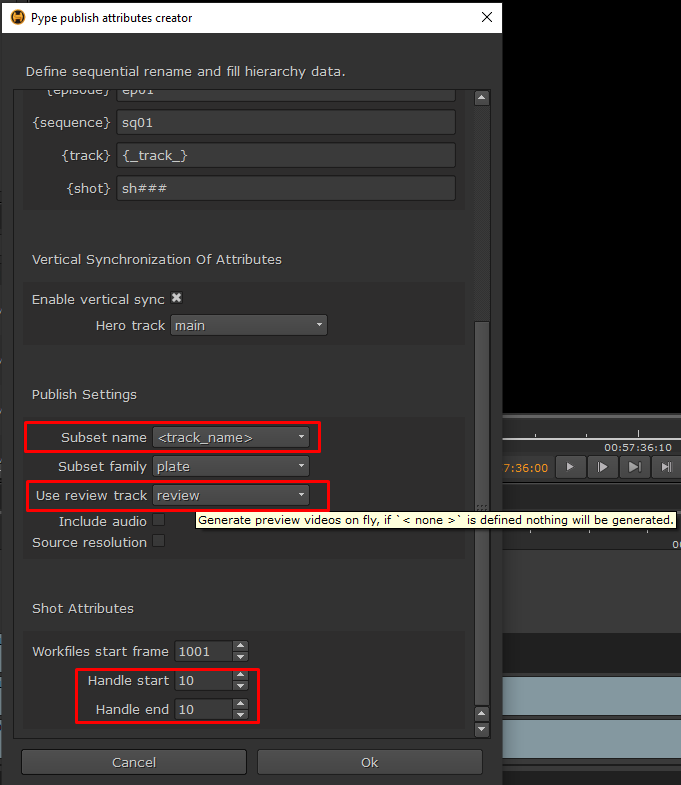 Pype publish attributes creator
Define sequential rename and fill hierarchy data.
{episode} ep01
{sequence} sq01
{track} {_track_}
{shot} sh###
Vertical Synchronization Of Attributes
Enable vertical sync
Hero track main
Publish Settings
Subset name <track_name>
00:57:36:10
Subset family plate
7:36:00
Use review track review
Include audio
Generate preview videos on fly, if `< none >` is defined nothing will be generated.
Source resolution
Shot Attributes
Workfiles start frame 1001
Handle start 10
Handle end 10
Cancel Ok